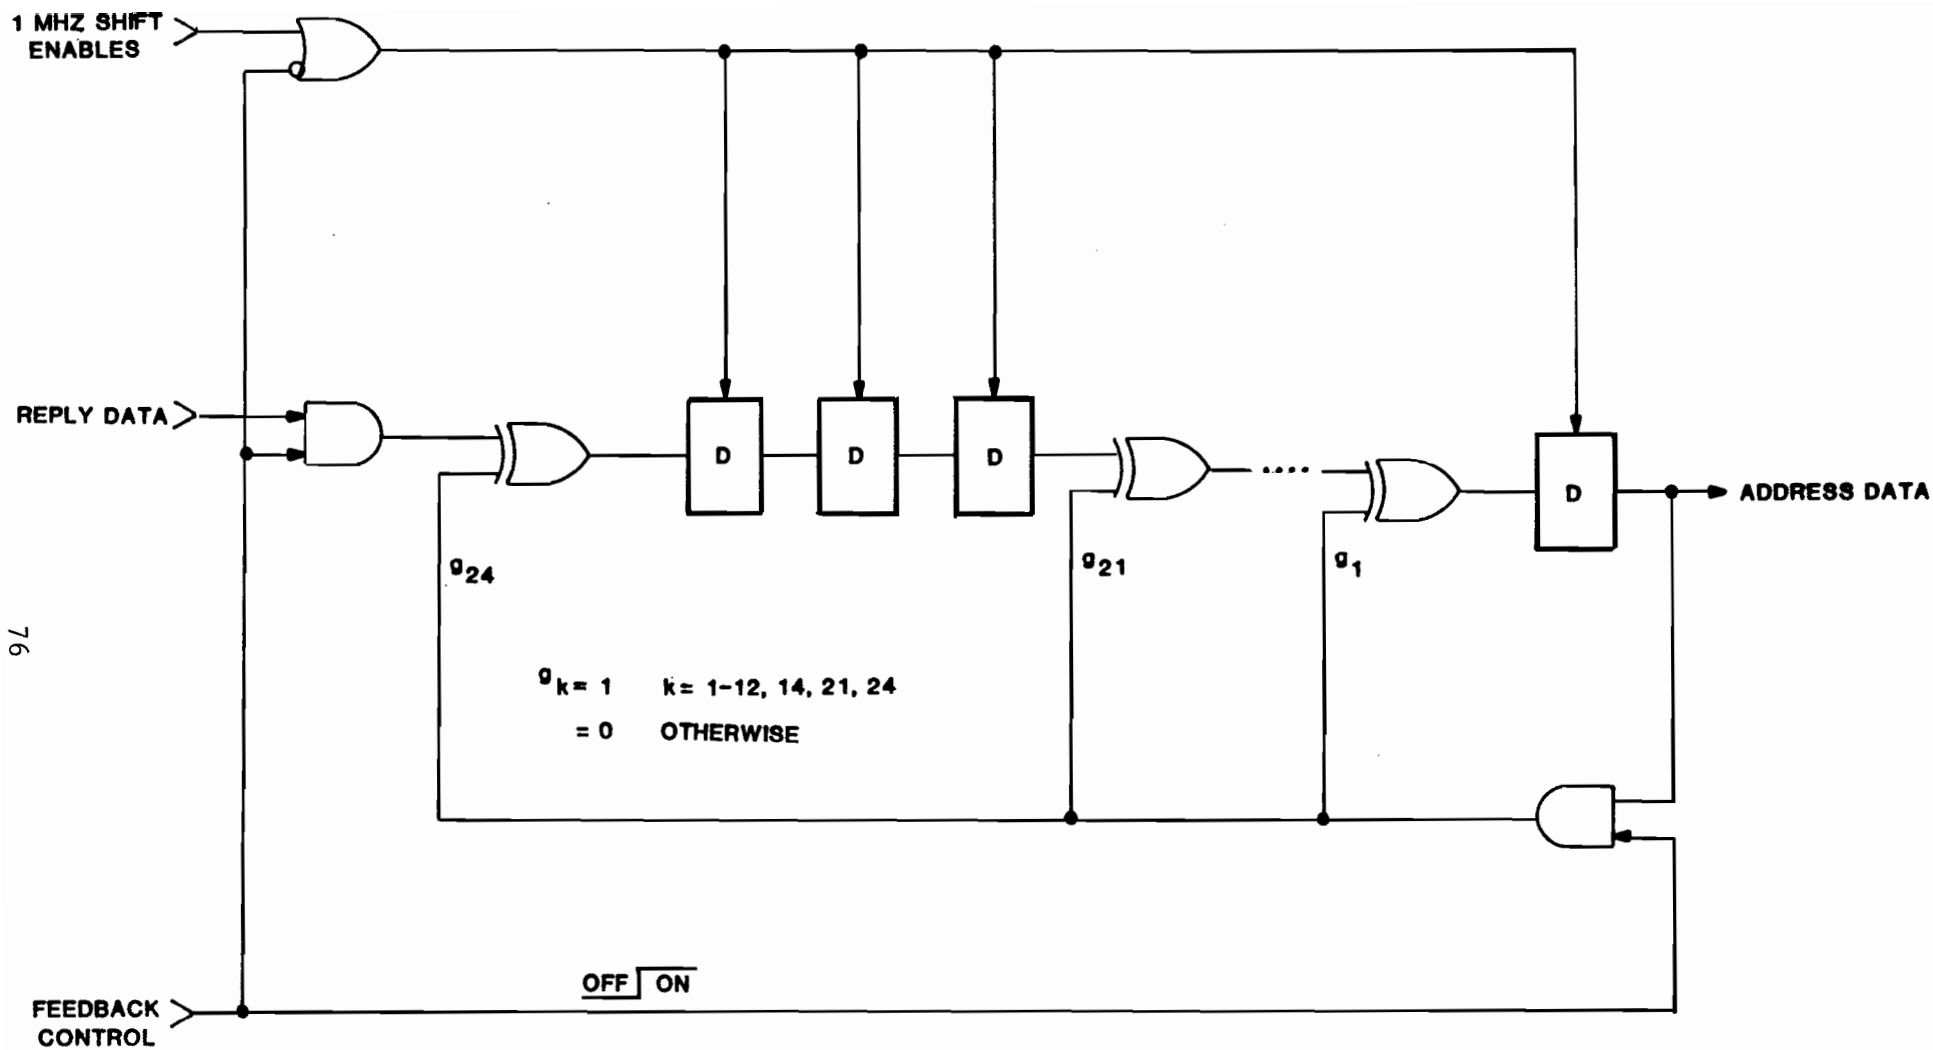 1 MHZ SHIFT
ENABLES
REPLY DATA
D
D
D
D
ADDRESS DATA
g24
g21
g1
gk= 1 k= 1-12, 14, 21, 24
= 0 OTHERWISE
76
OFF ON
FEEDBACK
CONTROL